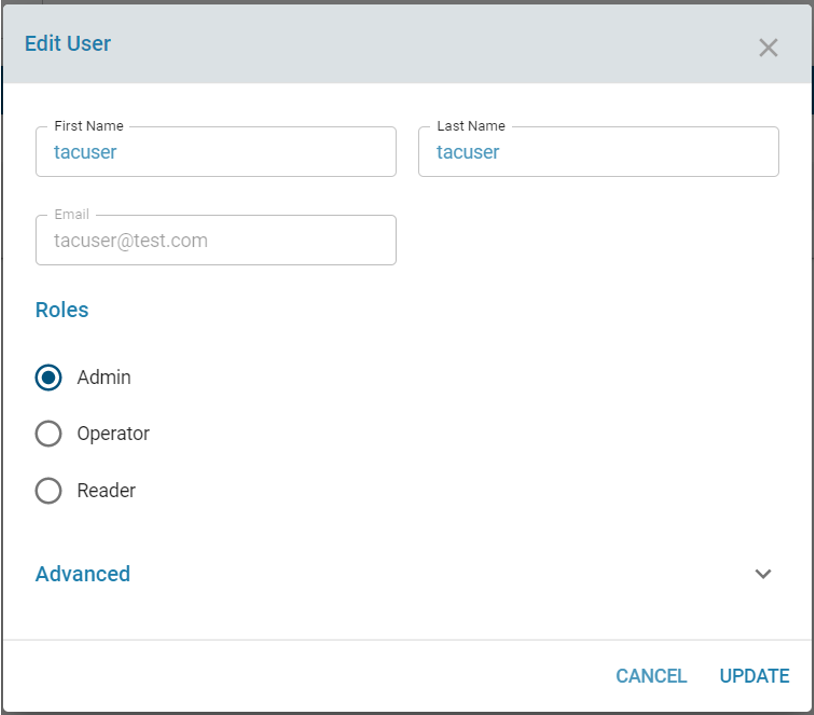 Edit User
First Name
Last Name
tacuser
tacuser
Email
tacuser@test.com
Roles
Admin
Operator
Reader
Advanced
CANCEL UPDATE